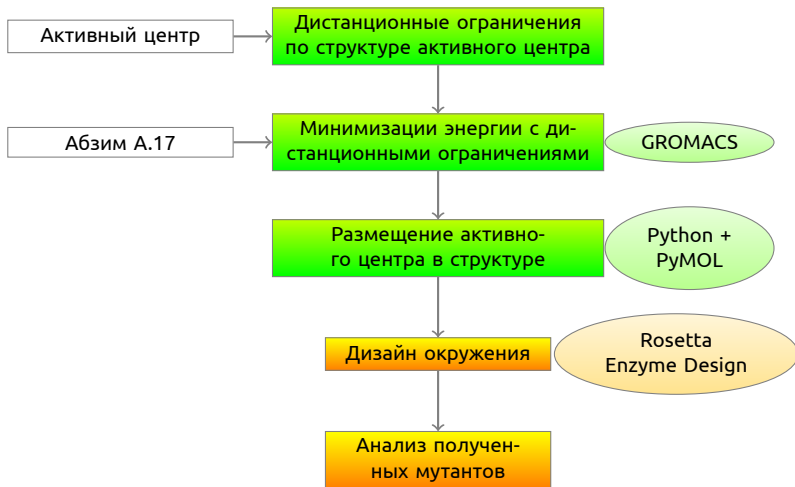 Активный центр
Дистанционные ограничения
по структуре активного центра
Абзим А.17
Минимизации энергии с ди-
станционными ограничениями
GROMACS
Размещение активно-
го центра в структуре
Python +
PyMOL
Дизайн окружения
Rosetta
Enzyme Design
Анализ получен-
ных мутантов